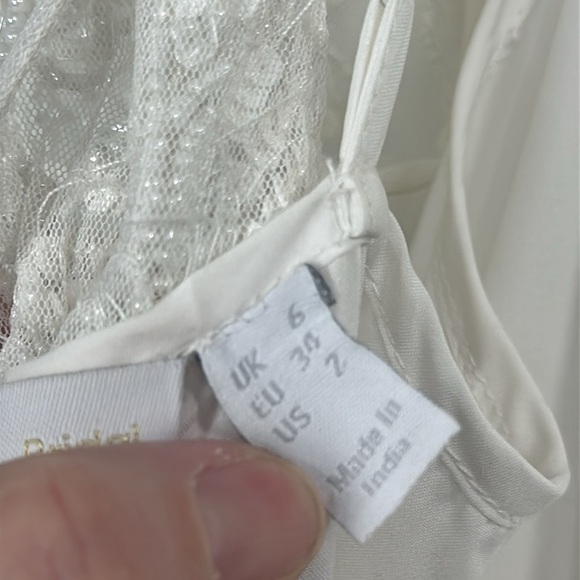 UK 6
EU 34
US 2
Made In
India